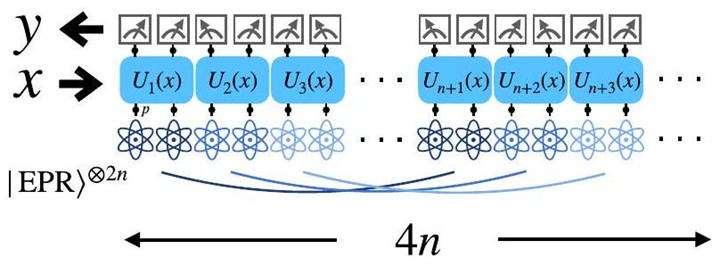 y
x U₁(x) U₂(x) U₃(x) ··· Uₙ₊₁(x) Uₙ₊₂(x) Uₙ₊₃(x) ···
p
··· ···
|EPR⟩⊗2n
4n